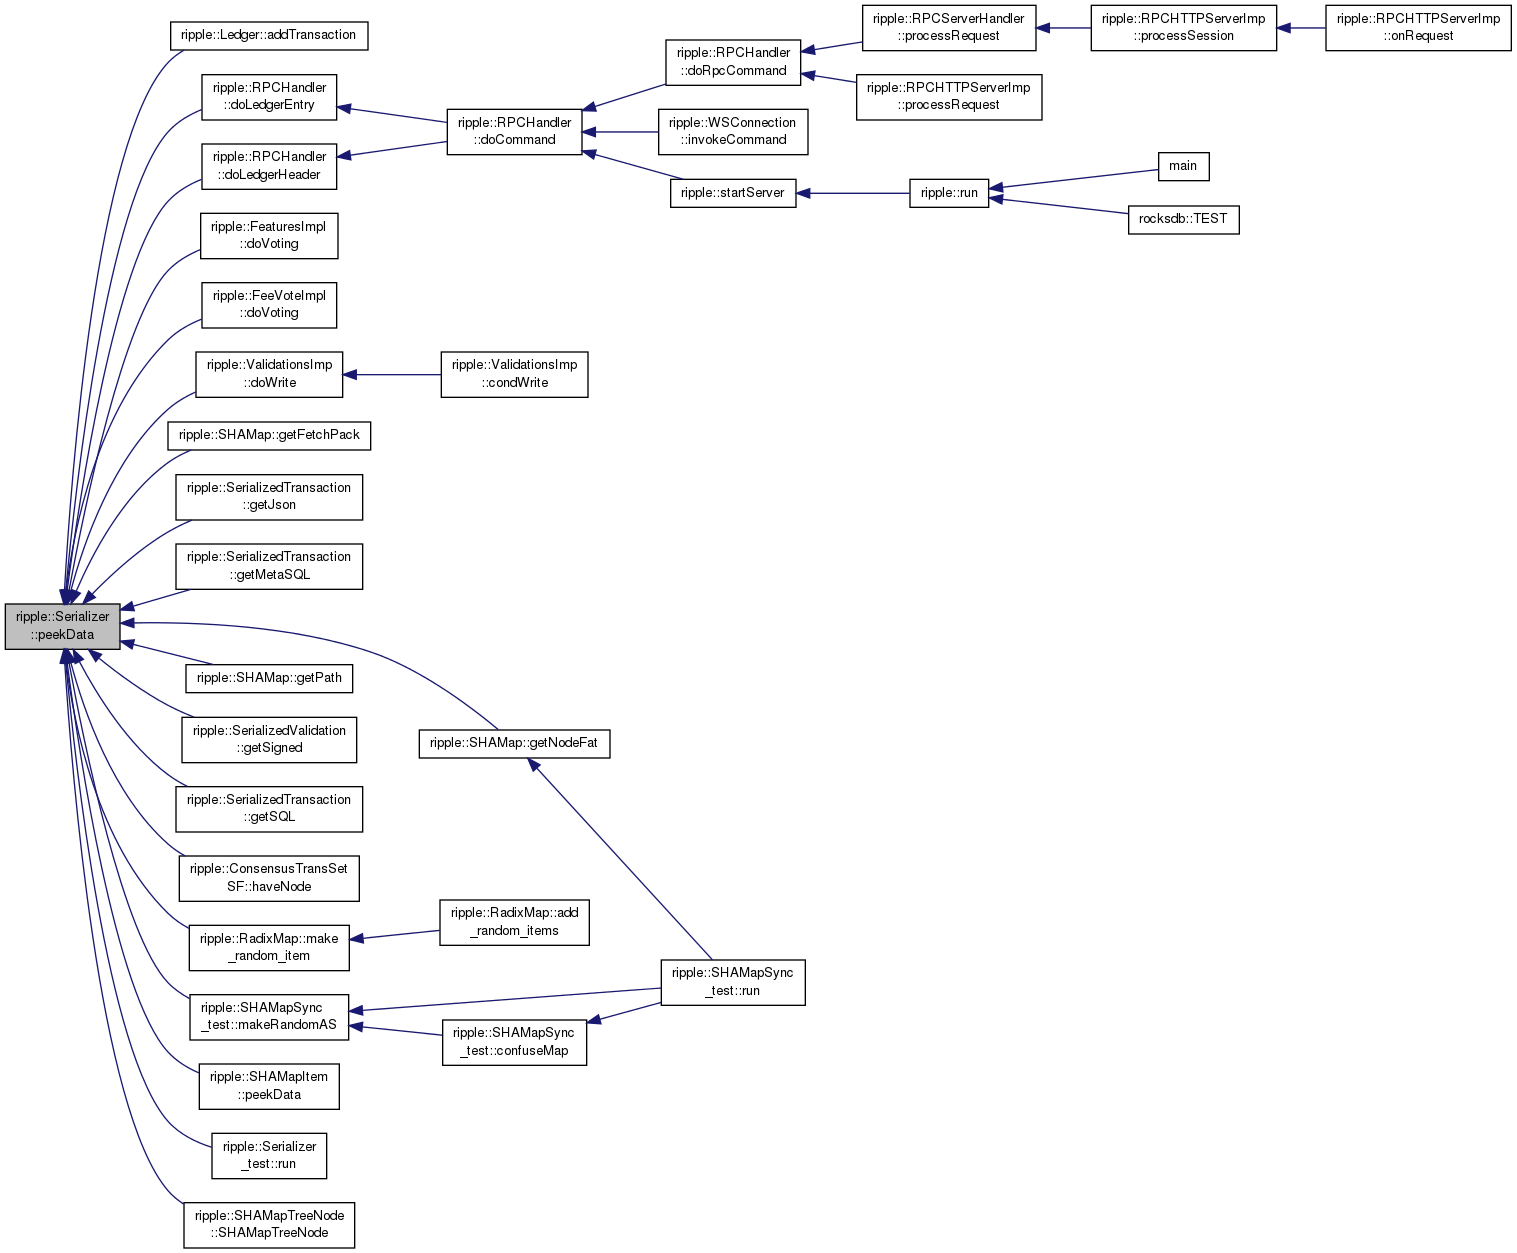 ripple::Serializer
::peekData
ripple::Ledger::addTransaction
ripple::RPCHandler
::doLedgerEntry
ripple::RPCHandler
::doLedgerHeader
ripple::FeaturesImpl
::doVoting
ripple::FeeVoteImpl
::doVoting
ripple::ValidationsImp
::doWrite
ripple::SHAMap::getFetchPack
ripple::SerializedTransaction
::getJson
ripple::SerializedTransaction
::getMetaSQL
ripple::SHAMap::getPath
ripple::SerializedValidation
::getSigned
ripple::SerializedTransaction
::getSQL
ripple::ConsensusTransSet
SF::haveNode
ripple::RadixMap::make
_random_item
ripple::SHAMapSync
_test::makeRandomAS
ripple::SHAMapItem
::peekData
ripple::Serializer
_test::run
ripple::SHAMapTreeNode
::SHAMapTreeNode
ripple::RPCHandler
::doCommand
ripple::ValidationsImp
::condWrite
ripple::SHAMap::getNodeFat
ripple::RadixMap::add
_random_items
ripple::SHAMapSync
_test::confuseMap
ripple::RPCHandler
::doRpcCommand
ripple::WSConnection
::invokeCommand
ripple::startServer
ripple::SHAMapSync
_test::run
ripple::RPCServerHandler
::processRequest
ripple::RPCHTTPServerImp
::processRequest
ripple::run
ripple::RPCHTTPServerImp
::processSession
main
rocksdb::TEST
ripple::RPCHTTPServerImp
::onRequest